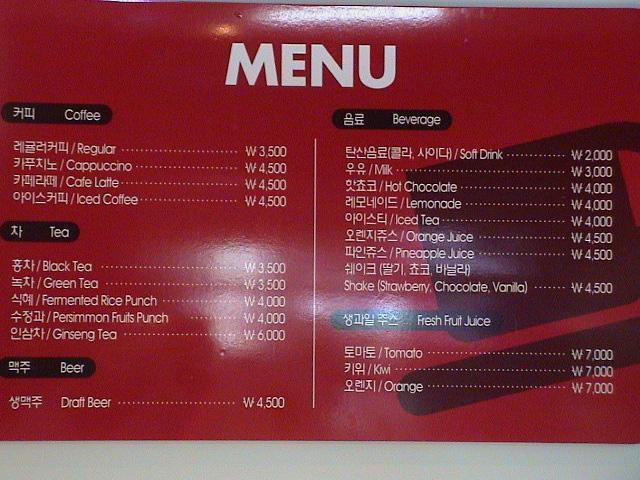 MENU
커피 Coffee
레귤러커피 / Regular ₩ 3,500
카푸치노 / Cappuccino ₩ 4,500
카페라떼 / Cafe Latte ₩ 4,500
아이스커피 / Iced Coffee ₩ 4,500
차 Tea
홍차 / Black Tea ₩ 3,500
녹차 / Green Tea ₩ 3,500
식혜 / Fermented Rice Punch ₩ 4,000
수정과 / Persimmon Fruits Punch ₩ 4,000
인삼차 / Ginseng Tea ₩ 6,000
맥주 Beer
생맥주 Draft Beer ₩ 4,500
음료 Beverage
탄산음료(콜라, 사이다) / Soft Drink ₩ 2,000
우유 / Milk ₩ 3,000
핫쵸코 / Hot Chocolate ₩ 4,000
레모네이드 / Lemonade ₩ 4,000
아이스티 / Iced Tea ₩ 4,000
오렌지쥬스 / Orange Juice ₩ 4,500
파인쥬스 / Pineapple Juice ₩ 4,500
쉐이크 (딸기, 쵸코, 바닐라)
Shake (Strawberry, Chocolate, Vanilla) ₩ 4,500
생과일 주스 Fresh Fruit Juice
토마토 / Tomato ₩ 7,000
키위 / Kiwi ₩ 7,000
오렌지 / Orange ₩ 7,000